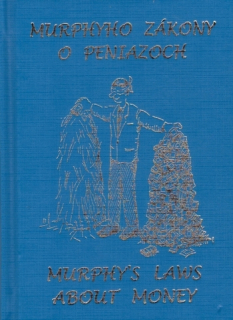 MURPHYHO ZÁKONY
O PENIAZOCH
MURPHY'S LAWS
ABOUT MONEY